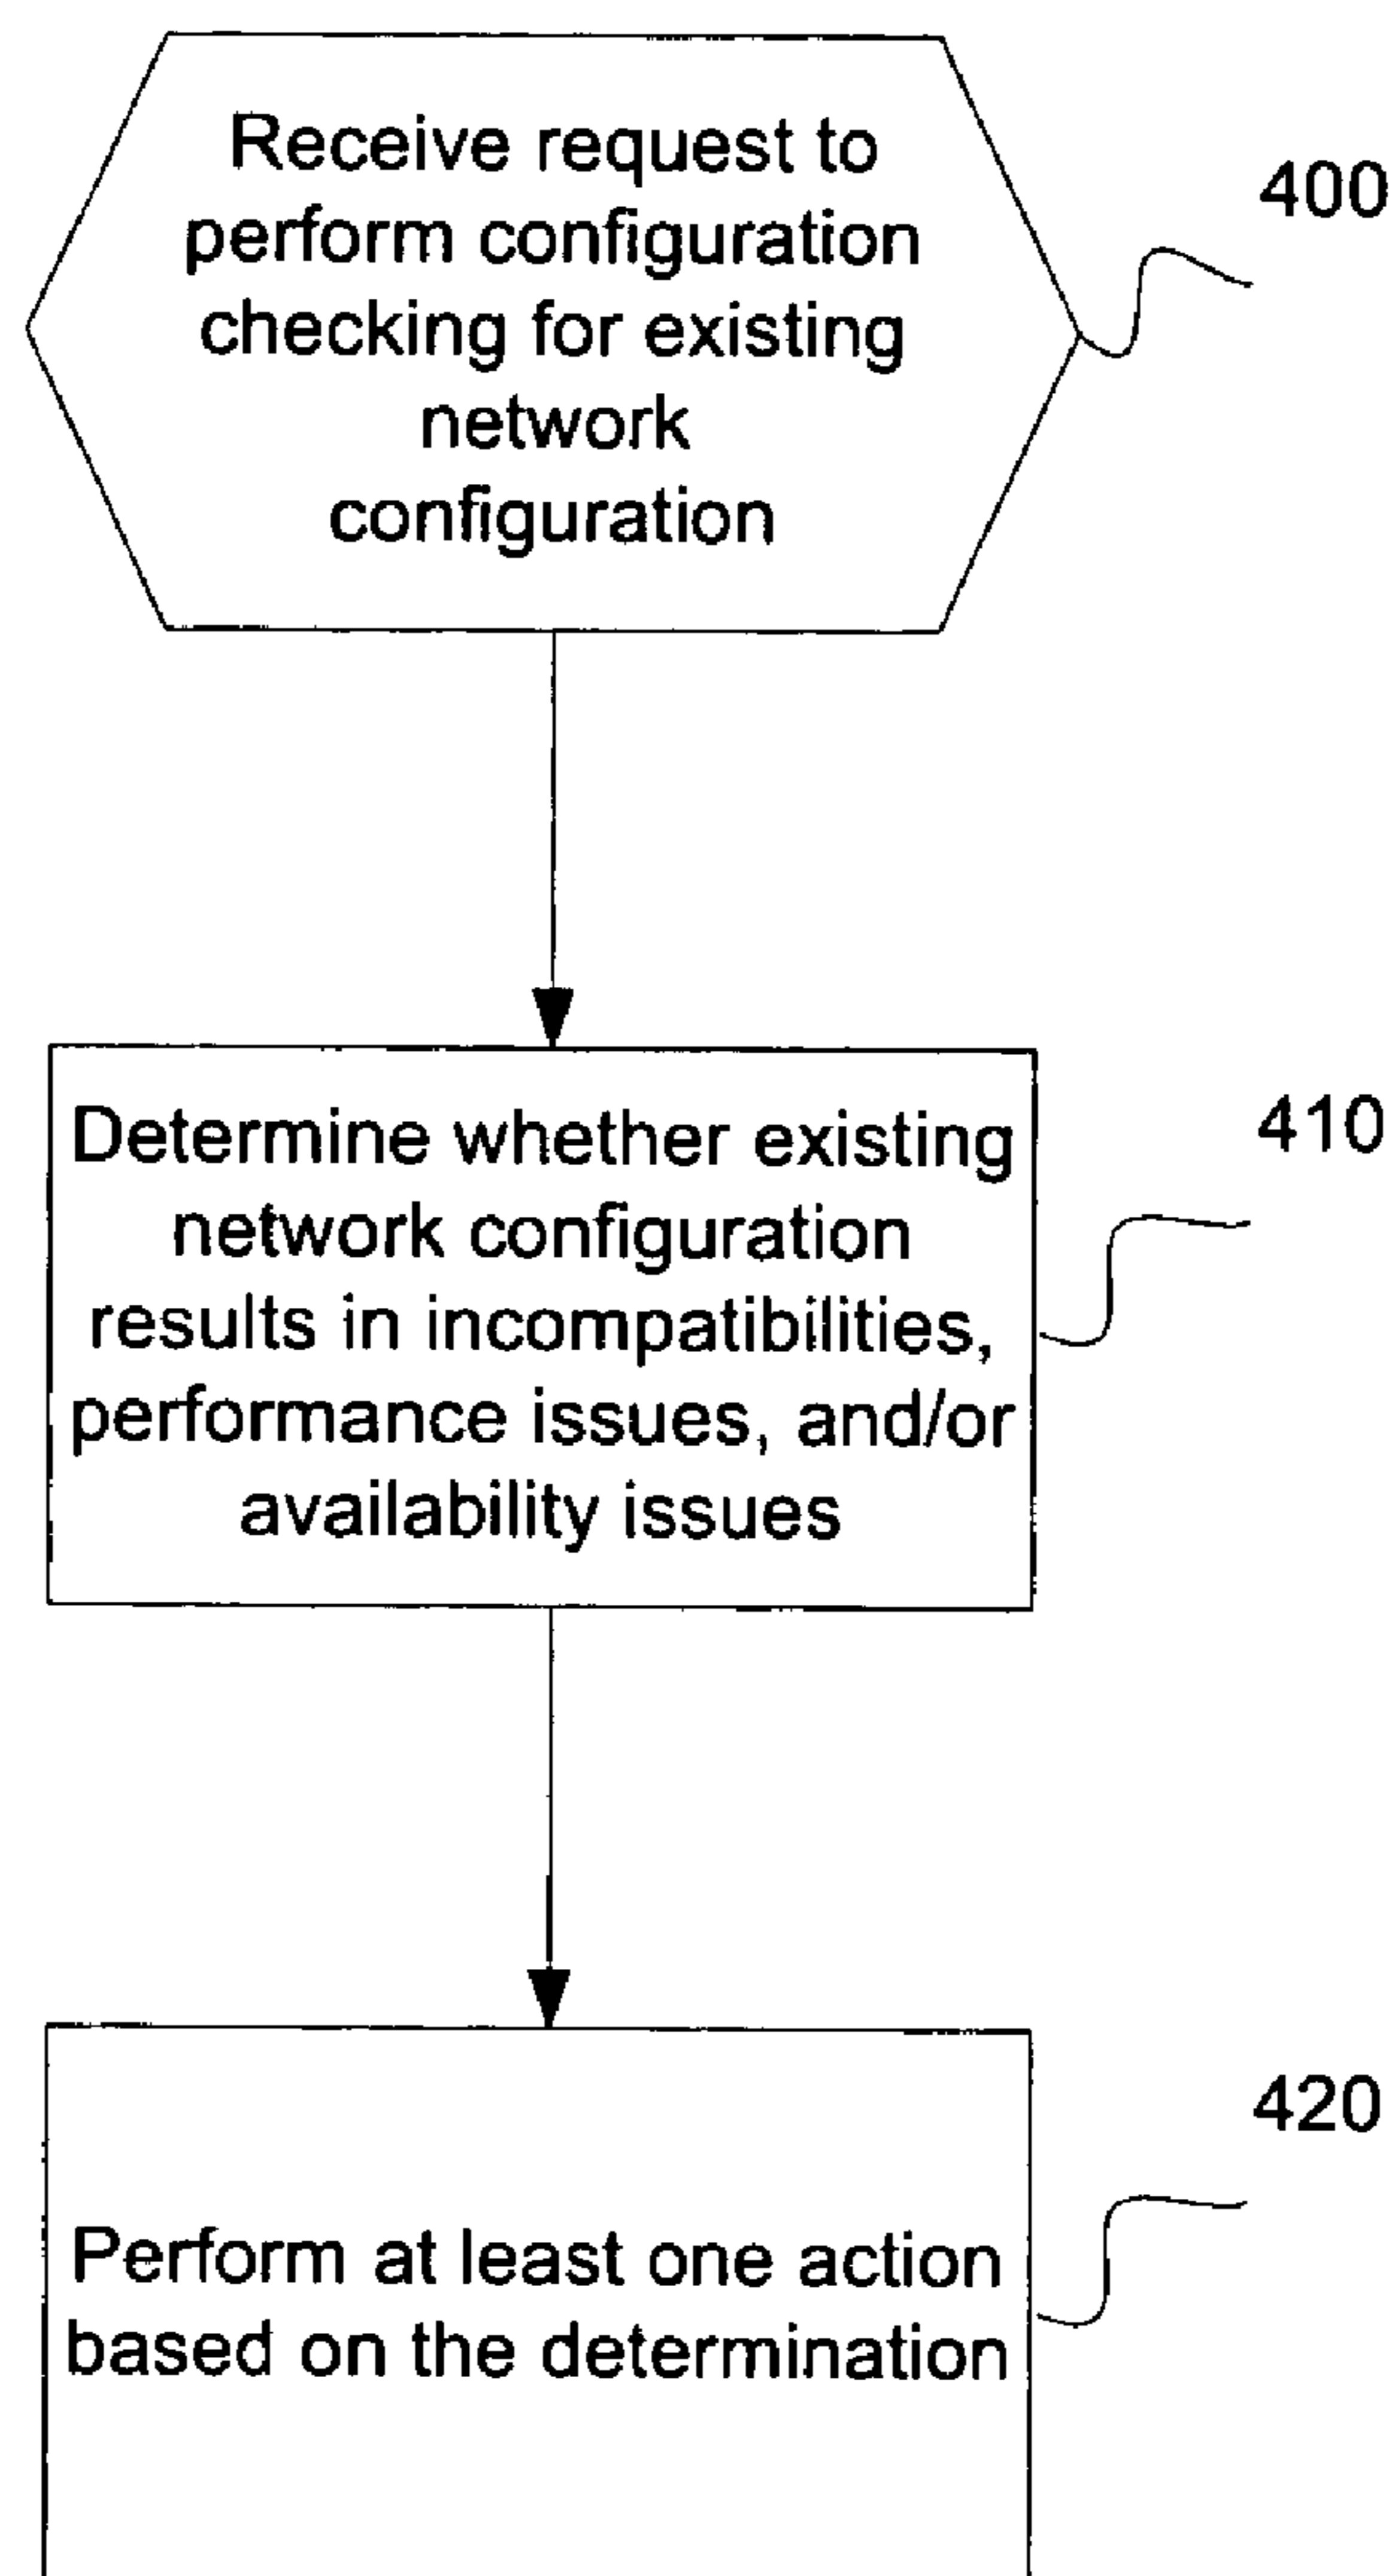 Receive request to
perform configuration
checking for existing
network
configuration
400
Determine whether existing
network configuration
results in incompatibilities,
performance issues, and/or
availability issues
410
Perform at least one action
based on the determination
420